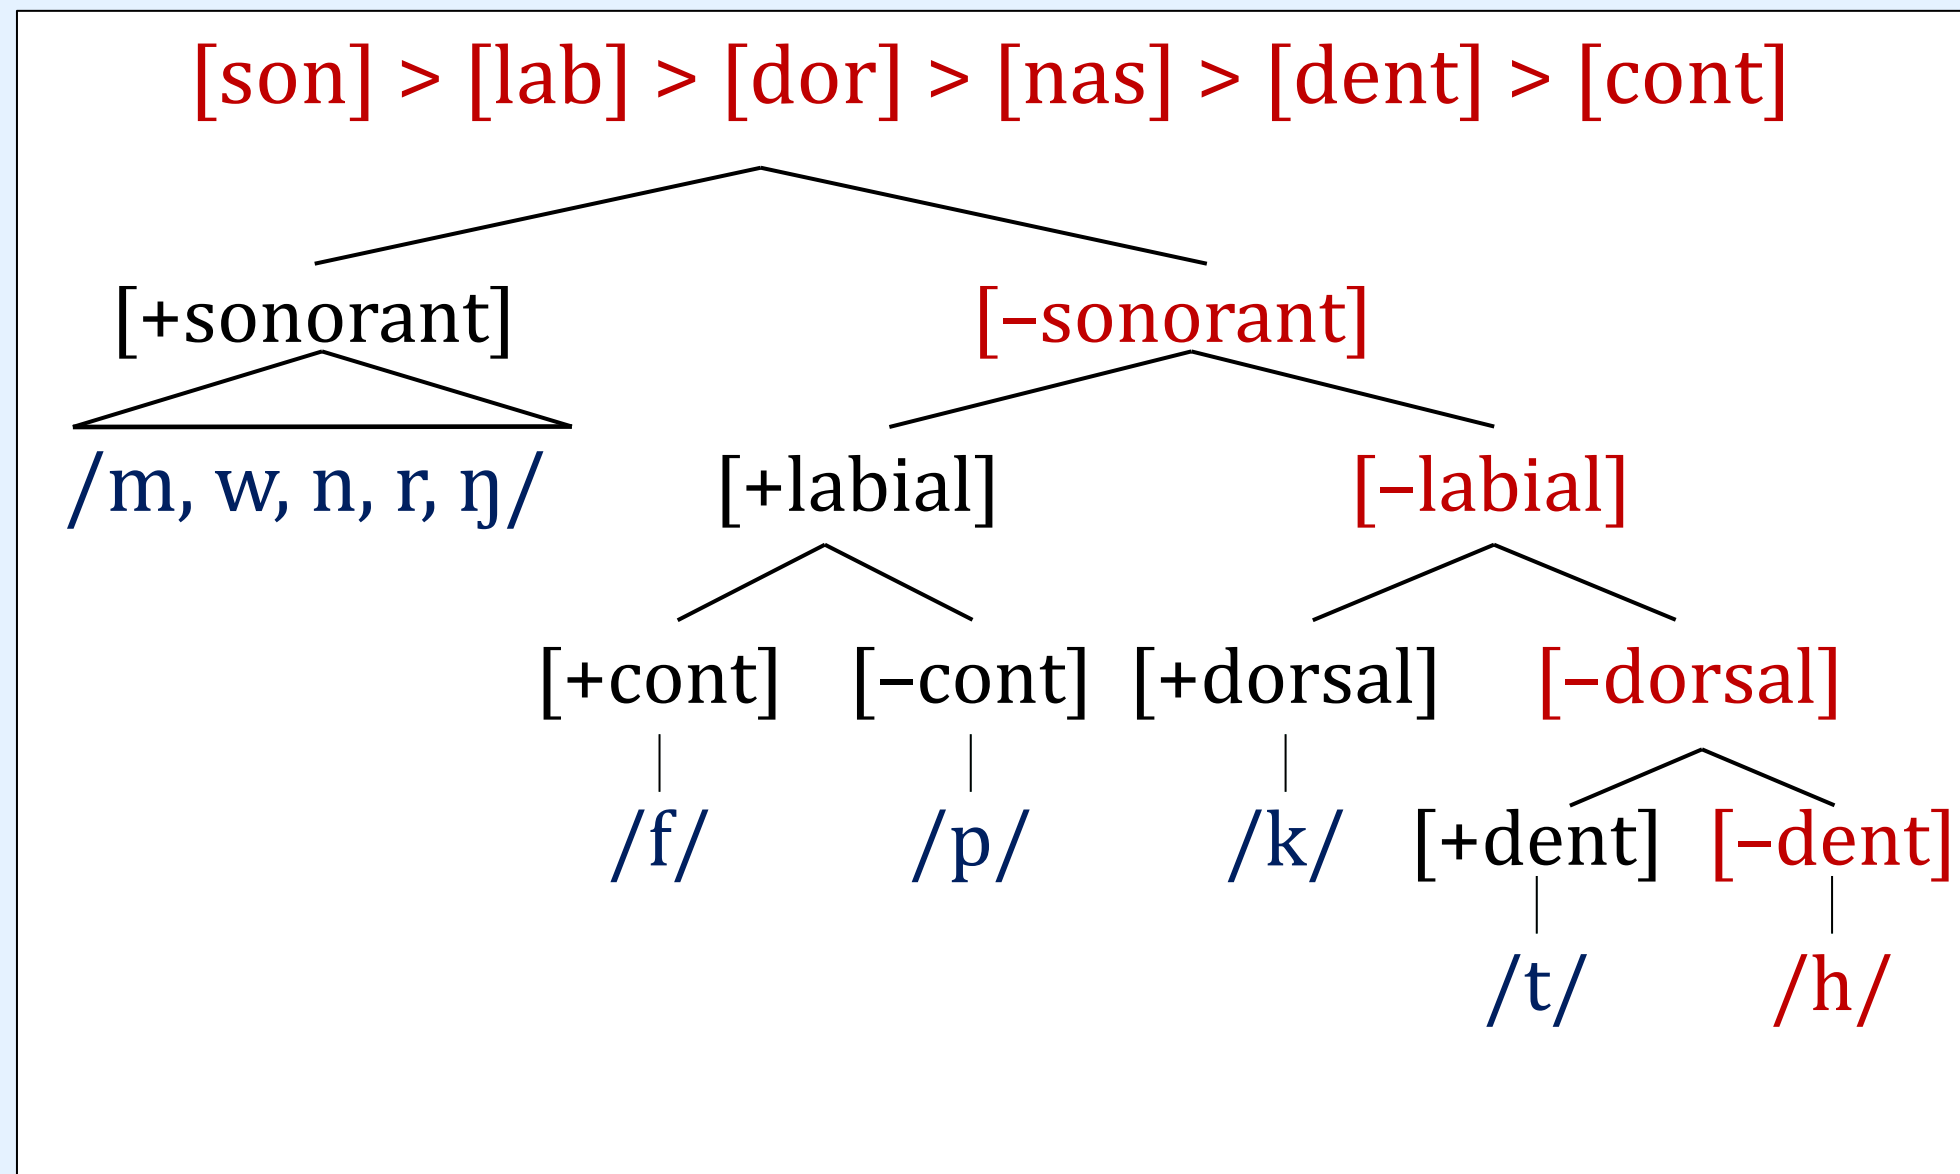 [son] > [lab] > [dor] > [nas] > [dent] > [cont]
[+sonorant] [–sonorant]
/m, w, n, r, ŋ/ [+labial] [–labial]
[+cont] [–cont] [+dorsal] [–dorsal]
/f/ /p/ /k/ [+dent] [–dent]
/t/ /h/